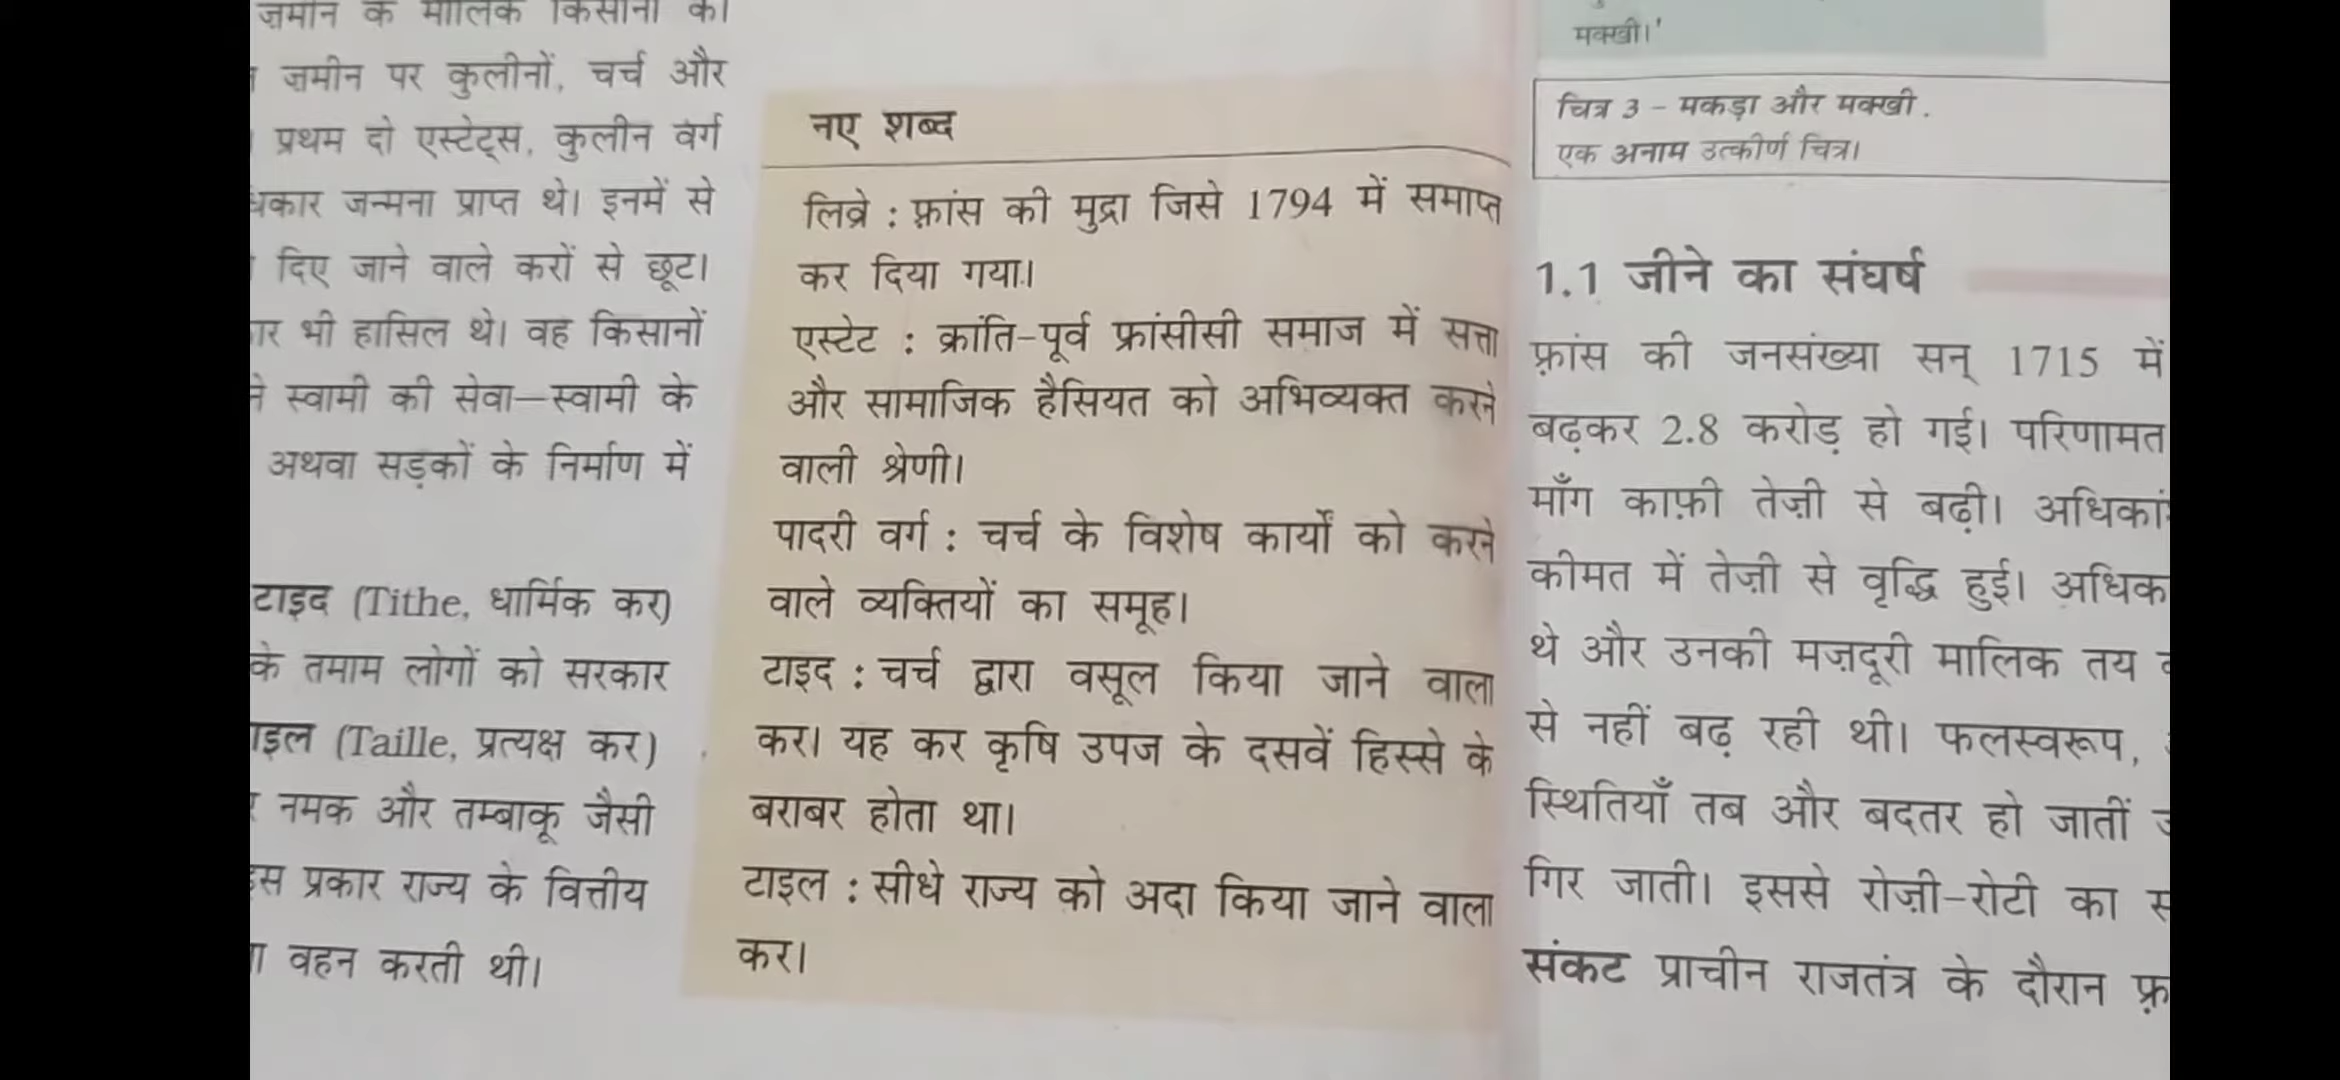 ज़मीन के मालिक किसानों की
ज़मीन पर कुलीनों, चर्च और
प्रथम दो एस्टेट्स, कुलीन वर्ग
जन्मना प्राप्त थे। इनमें से
दिए जाने वाले करों से छूट।
भी हासिल थे। वह किसानों
स्वामी की सेवा—स्वामी के
अथवा सड़कों के निर्माण में
टाइद (Tithe, धार्मिक कर)
के तमाम लोगों को सरकार
(Taille, प्रत्यक्ष कर)
नमक और तम्बाकू जैसी
प्रकार राज्य के वित्तीय
वहन करती थी।
नए शब्द
लिव्रे : फ़्रांस की मुद्रा जिसे 1794 में समाप्त
कर दिया गया।
एस्टेट : क्रांति-पूर्व फ्रांसीसी समाज में सत्ता
और सामाजिक हैसियत को अभिव्यक्त करने
वाली श्रेणी।
पादरी वर्ग : चर्च के विशेष कार्यों को करने
वाले व्यक्तियों का समूह।
टाइद : चर्च द्वारा वसूल किया जाने वाला
कर। यह कर कृषि उपज के दसवें हिस्से के
बराबर होता था।
टाइल : सीधे राज्य को अदा किया जाने वाला
कर।
मक्खी।'
चित्र 3 - मकड़ा और मक्खी.
एक अनाम उत्कीर्ण चित्र।
1.1 जीने का संघर्ष
फ़्रांस की जनसंख्या सन् 1715 में
बढ़कर 2.8 करोड़ हो गई। परिणामत
माँग काफ़ी तेज़ी से बढ़ी।
कीमत में तेज़ी से वृद्धि हुई। अधिक
थे और उनकी मज़दूरी मालिक तय
से नहीं बढ़ रही थी। फलस्वरूप,
स्थितियाँ तब और बदतर हो जातीं
गिर जाती। इससे रोज़ी-रोटी का
संकट प्राचीन राजतंत्र के दौरान